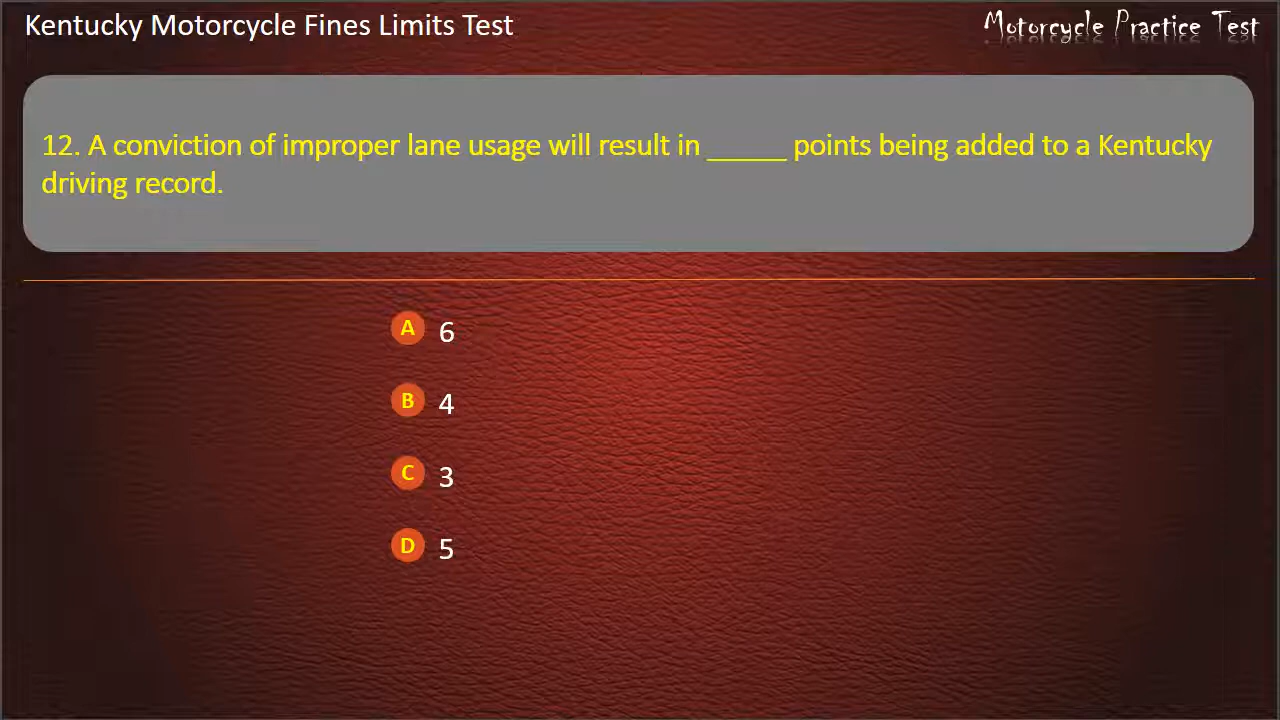 Kentucky Motorcycle Fines Limits Test
Motorcycle Practice Test
12. A conviction of improper lane usage will result in _____ points being added to a Kentucky
driving record.
A 6
B 4
C 3
D 5